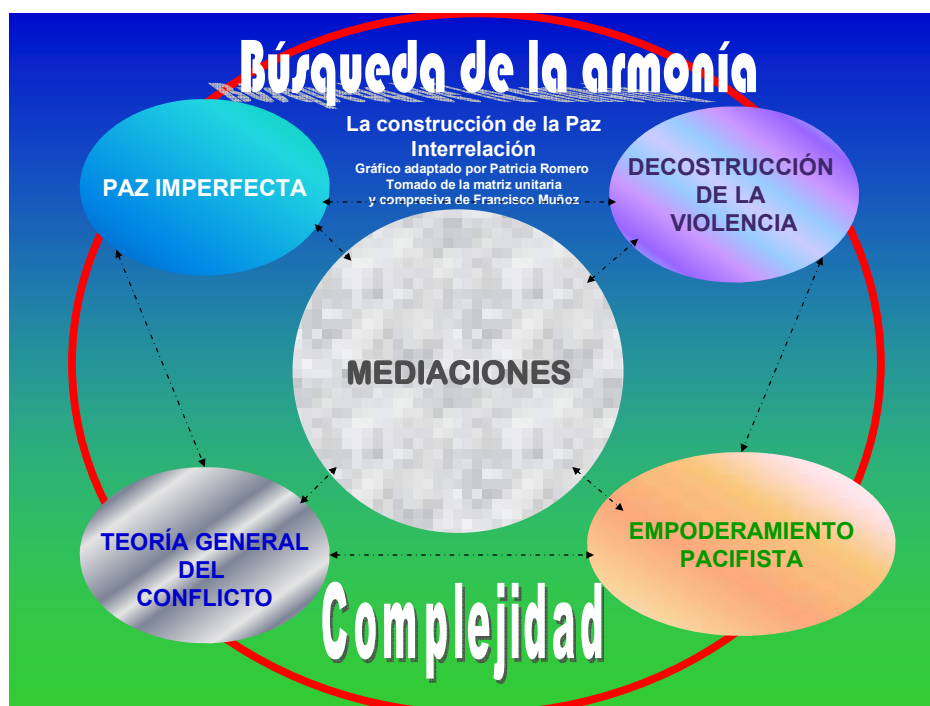 Búsqueda de la armonía
La construcción de la Paz
Interrelación
Gráfico adaptado por Patricia Romero
Tomado de la matriz unitaria
y compresiva de Francisco Muñoz
PAZ IMPERFECTA
DECOSTRUCCIÓN
DE LA
VIOLENCIA
MEDIACIONES
TEORÍA GENERAL
DEL
CONFLICTO
EMPODERAMIENTO
PACIFISTA
Complejidad